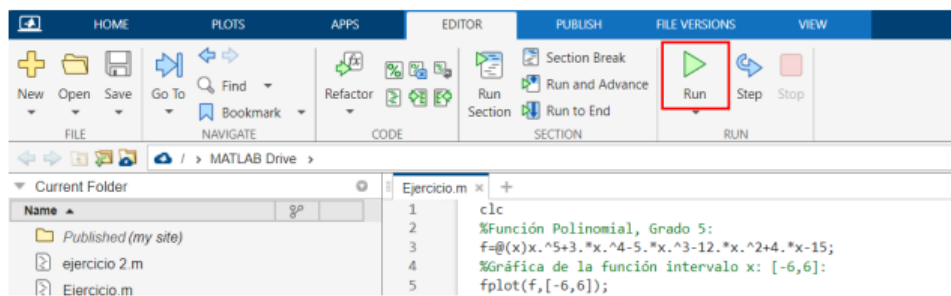 HOME PLOTS APPS EDITOR PUBLISH FILE VERSIONS VIEW
New Open Save Go To Find Bookmark Refactor Run Section Section Break Run and Advance Run to End Run Step Stop
FILE NAVIGATE CODE SECTION RUN
/ > MATLAB Drive >
Current Folder
Name
Published (my site)
ejercicio 2.m
Ejercicio.m
Ejercicio.m × +
1 clc
2 %Función Polinomial, Grado 5:
3 f=@(x)x.^5+3.*x.^4-5.*x.^3-12.*x.^2+4.*x-15;
4 %Gráfica de la función intervalo x: [-6,6]:
5 fplot(f,[-6,6]);